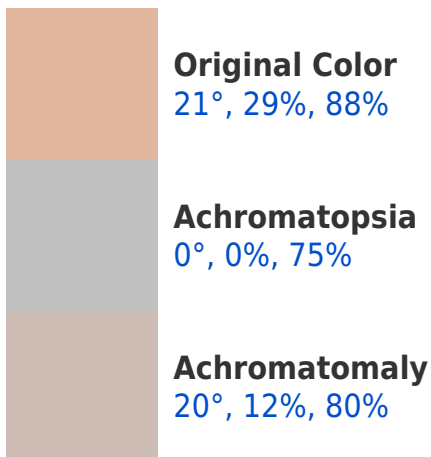 Original Color
21°, 29%, 88%
Achromatopsia
0°, 0%, 75%
Achromatomaly
20°, 12%, 80%